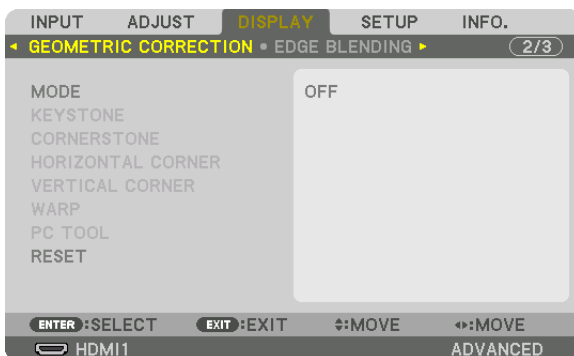 INPUT ADJUST DISPLAY SETUP INFO.
GEOMETRIC CORRECTION • EDGE BLENDING 2/3
MODE OFF
KEYSTONE
CORNERSTONE
HORIZONTAL CORNER
VERTICAL CORNER
WARP
PC TOOL
RESET
ENTER :SELECT EXIT :EXIT :MOVE :MOVE
HDMI1 ADVANCED